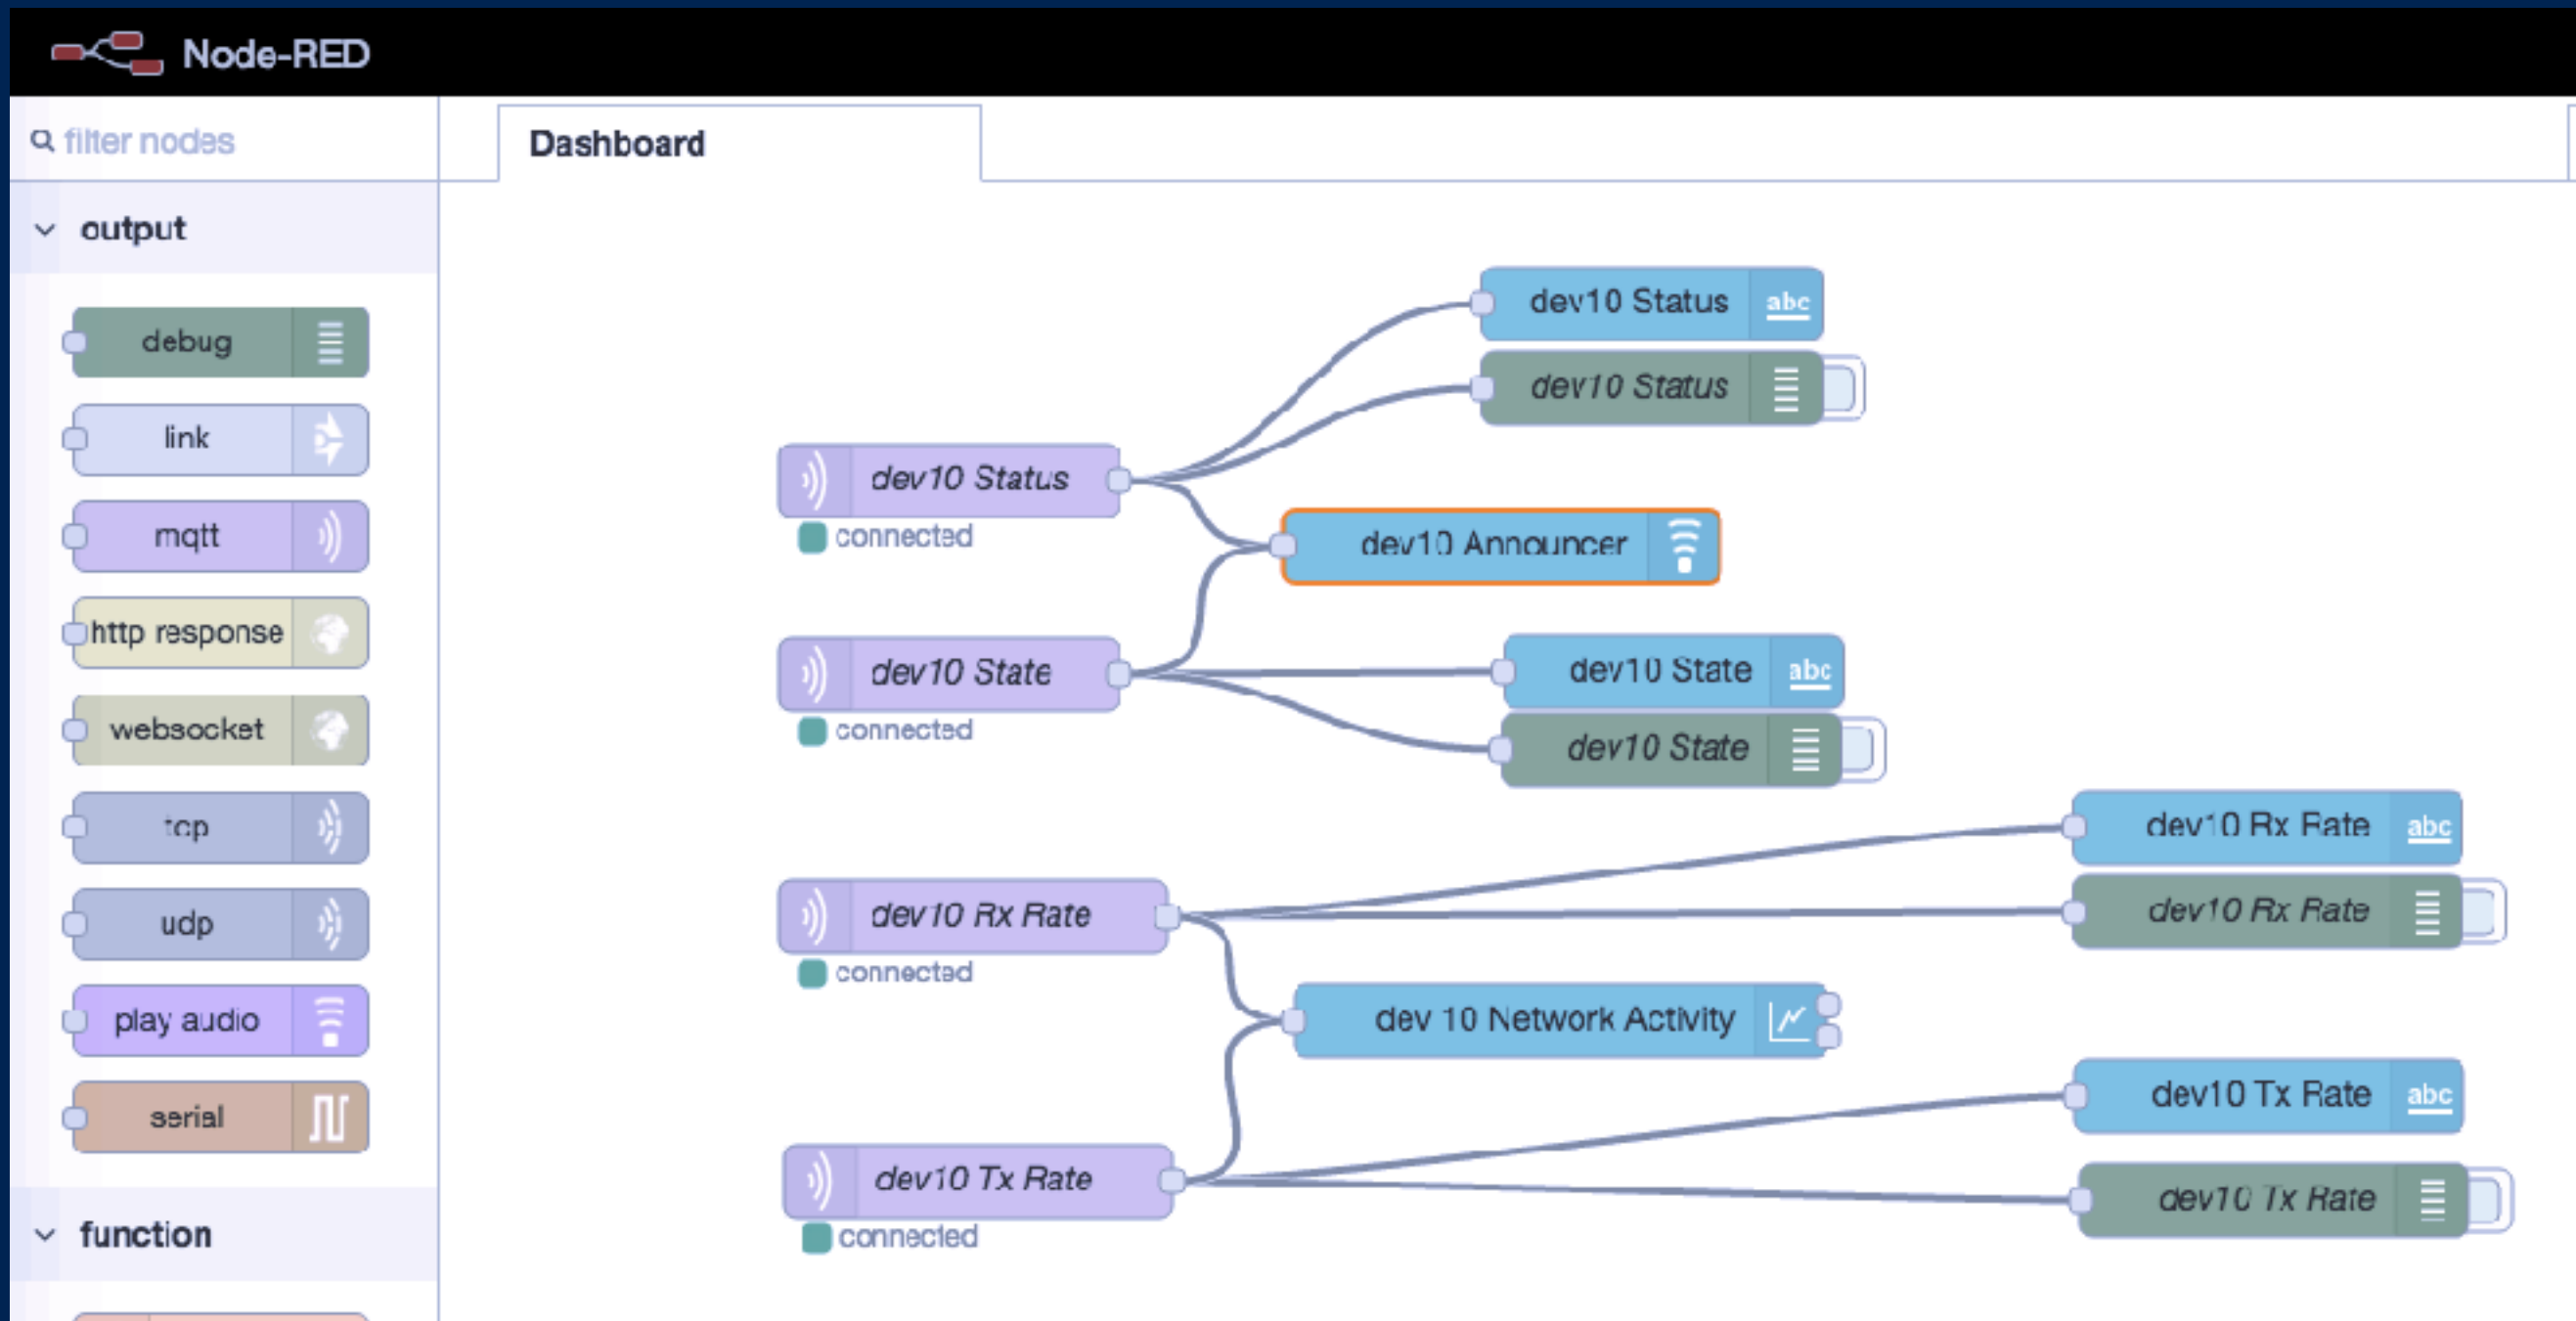 Node-RED
filter nodes
Dashboard
output
debug
link
mqtt
http response
websocket
tcp
udp
play audio
serial
function
dev10 Status
abc
dev10 Status
dev10 Status
connected
dev10 Announcer
dev10 State
connected
dev10 State
abc
dev10 State
dev10 Rx Rate
abc
dev10 Rx Rate
connected
dev10 Rx Rate
dev 10 Network Activity
dev10 Tx Rate
abc
dev10 Tx Rate
connected
dev10 Tx Rate